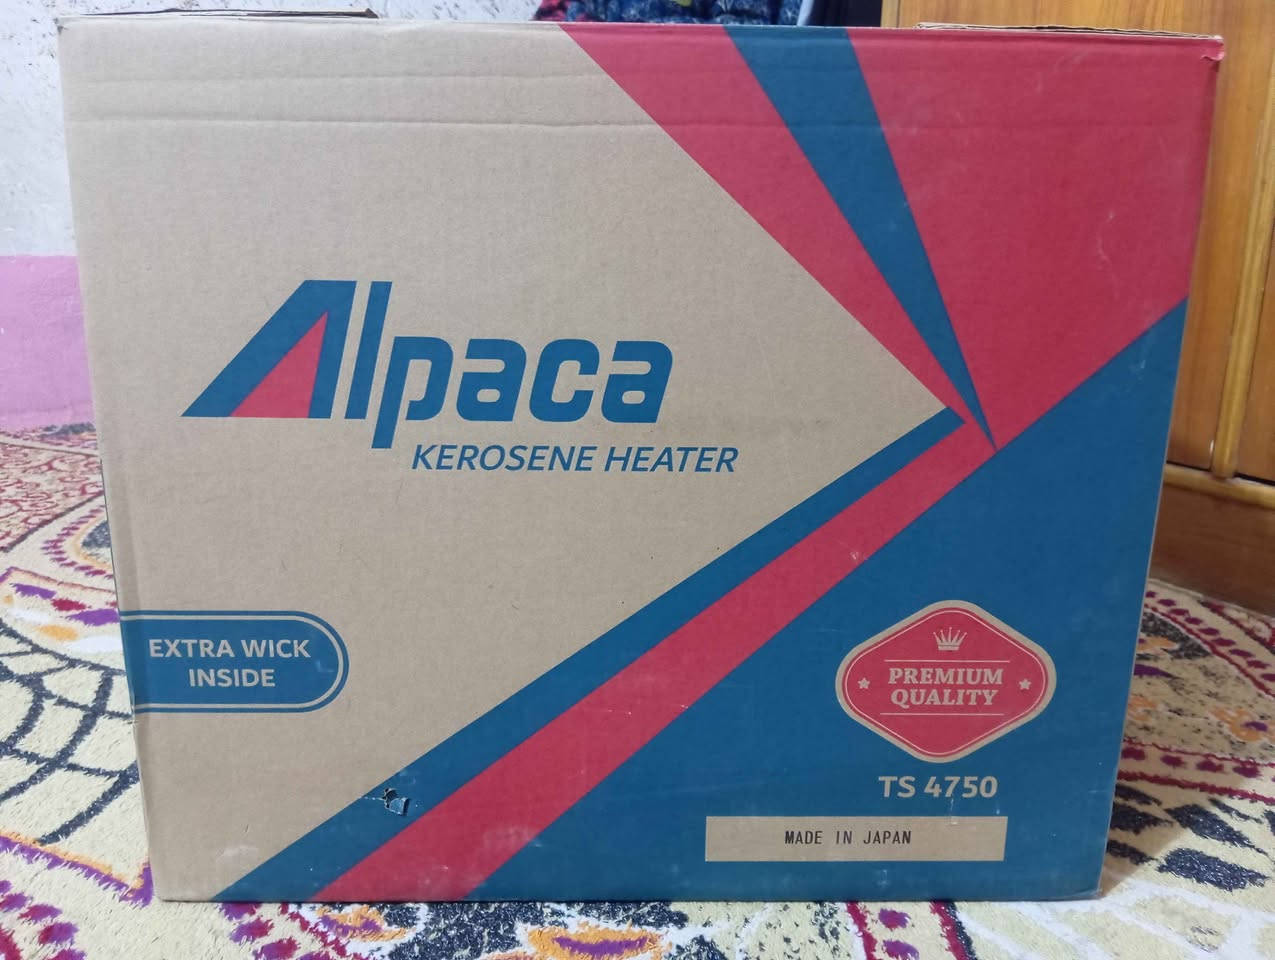 Alpaca
KEROSENE HEATER
EXTRA WICK
INSIDE
PREMIUM
QUALITY
TS 4750
MADE IN JAPAN